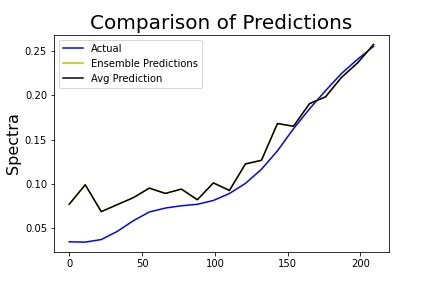 Comparison of Predictions
Actual
Ensemble Predictions
Avg Prediction
Spectra
0.25
0.20
0.15
0.10
0.05
0 50 100 150 200